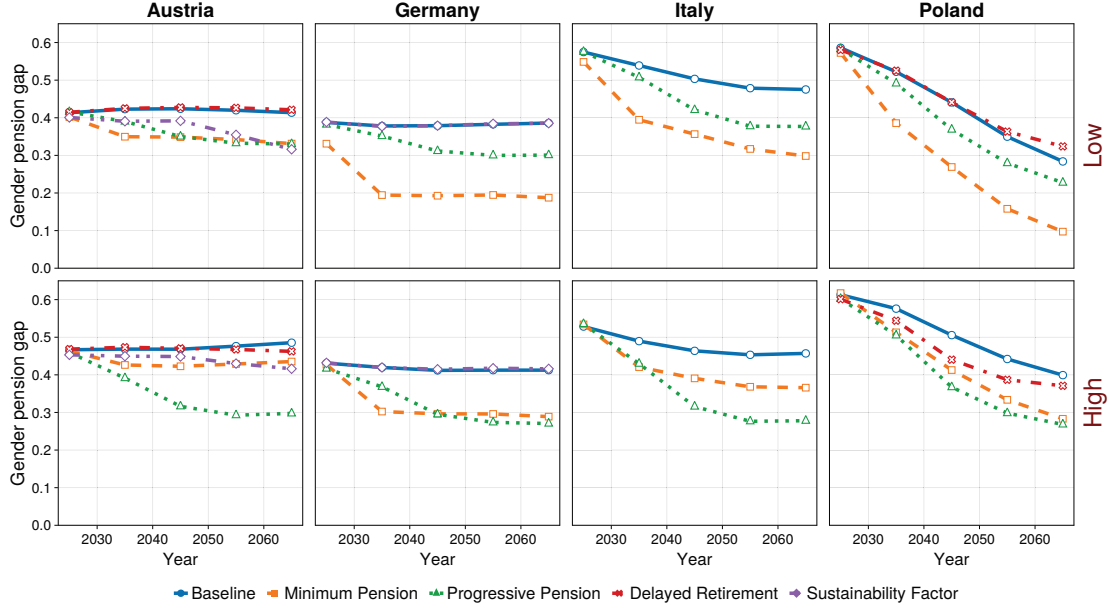 Austria Germany Italy Poland
Gender pension gap
0.6
0.5
0.4
0.3
0.2
0.1
0.0
Low
Gender pension gap
0.6
0.5
0.4
0.3
0.2
0.1
0.0
High
2030 2040 2050 2060 2030 2040 2050 2060 2030 2040 2050 2060 2030 2040 2050 2060
Year Year Year Year
Baseline Minimum Pension Progressive Pension Delayed Retirement Sustainability Factor